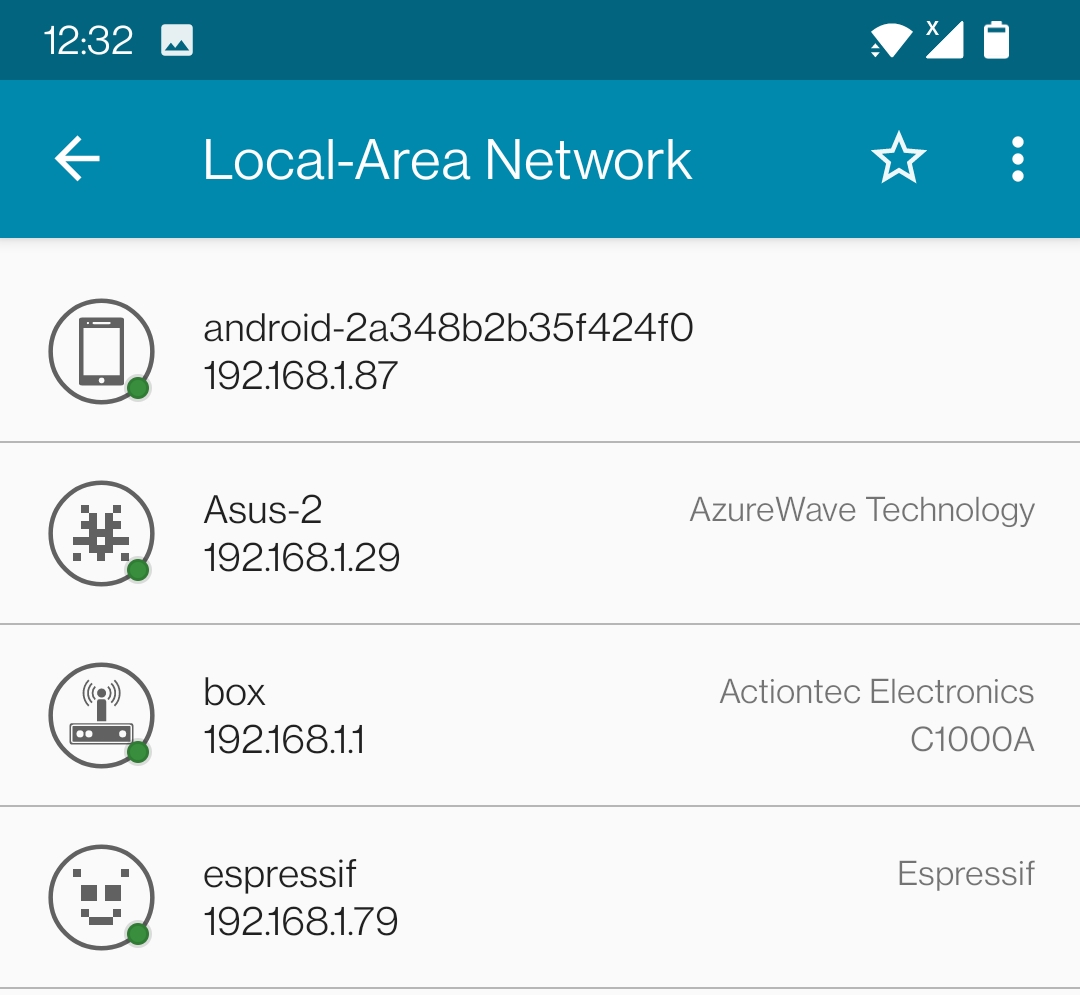 12:32
X
Local-Area Network
android-2a348b2b35f424f0
192.168.1.87
Asus-2
AzureWave Technology
192.168.1.29
box
Actiontec Electronics
192.168.1.1
C1000A
espressif
Espressif
192.168.1.79